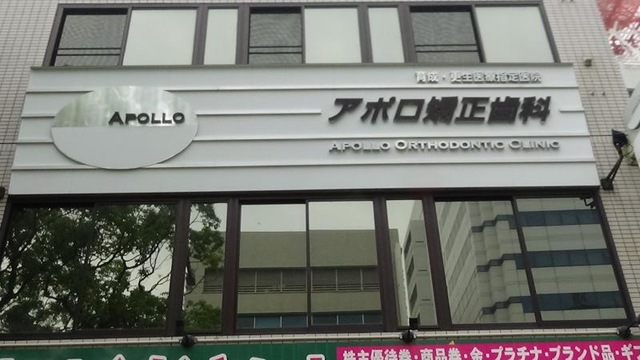 育成・更生医療指定医院
APOLLO
アポロ矯正歯科
APOLLO ORTHODONTIC CLINIC
株主優待券・商品券・金・プラチナ・ブランド品・ギフ